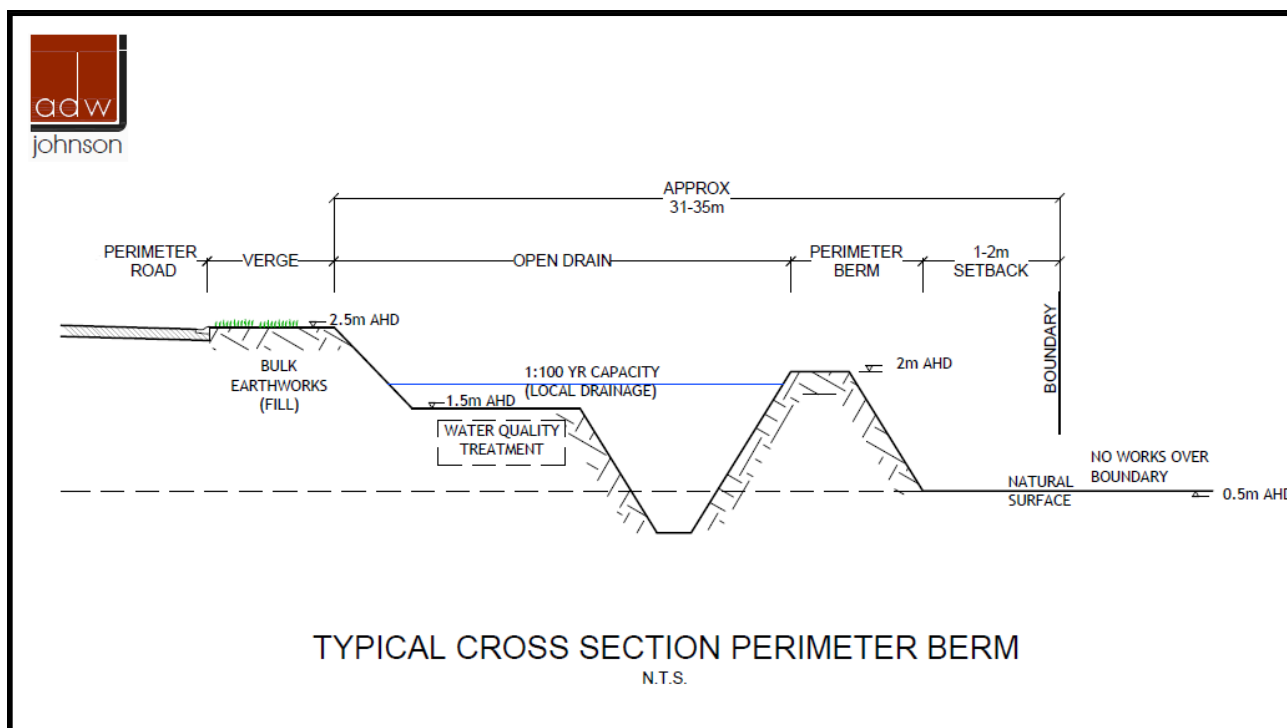 adw
johnson
APPROX
31-35m
PERIMETER
ROAD
VERGE
OPEN DRAIN
PERIMETER
BERM
1-2m
SETBACK
2.5m AHD
BULK
EARTHWORKS
(FILL)
1:100 YR CAPACITY
(LOCAL DRAINAGE)
2m AHD
BOUNDARY
1.5m AHD
WATER QUALITY
TREATMENT
NO WORKS OVER
BOUNDARY
NATURAL
SURFACE
0.5m AHD
TYPICAL CROSS SECTION PERIMETER BERM
N.T.S.